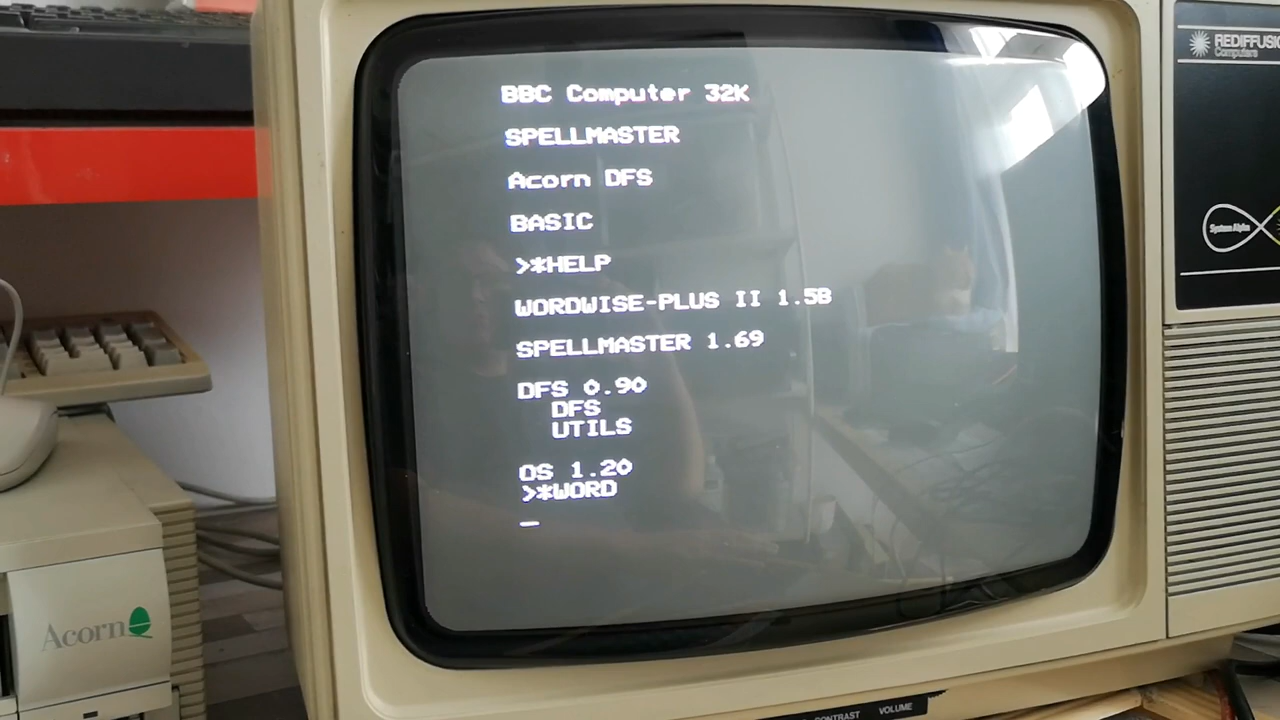 BBC Computer 32K
SPELLMASTER
Acorn DFS
BASIC
>*HELP
WORDWISE-PLUS II 1.5B
SPELLMASTER 1.69
DFS 0.90
DFS
UTILS
OS 1.20
>*WORD
_
REDIFFUSI
Computers
System Alpha
Acorn
CONTRAST VOLUME